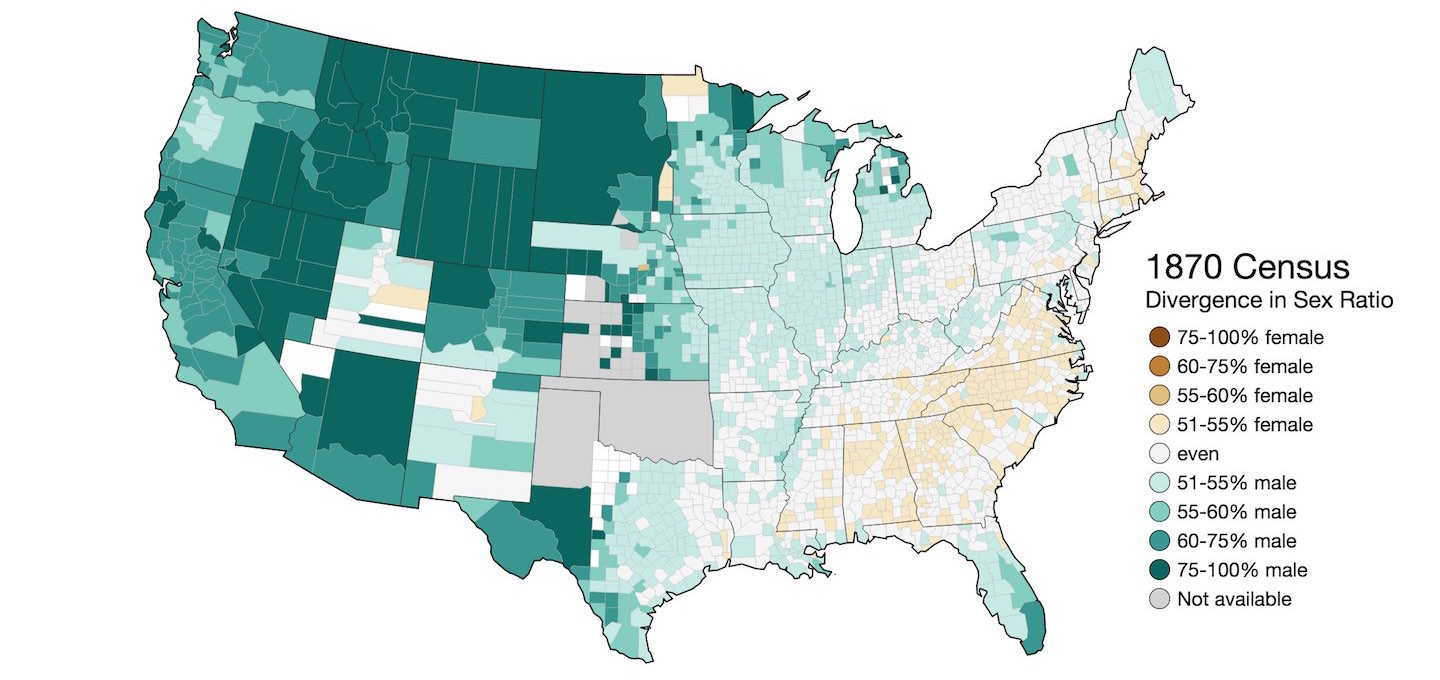 1870 Census
Divergence in Sex Ratio
75-100% female
60-75% female
55-60% female
51-55% female
even
51-55% male
55-60% male
60-75% male
75-100% male
Not available